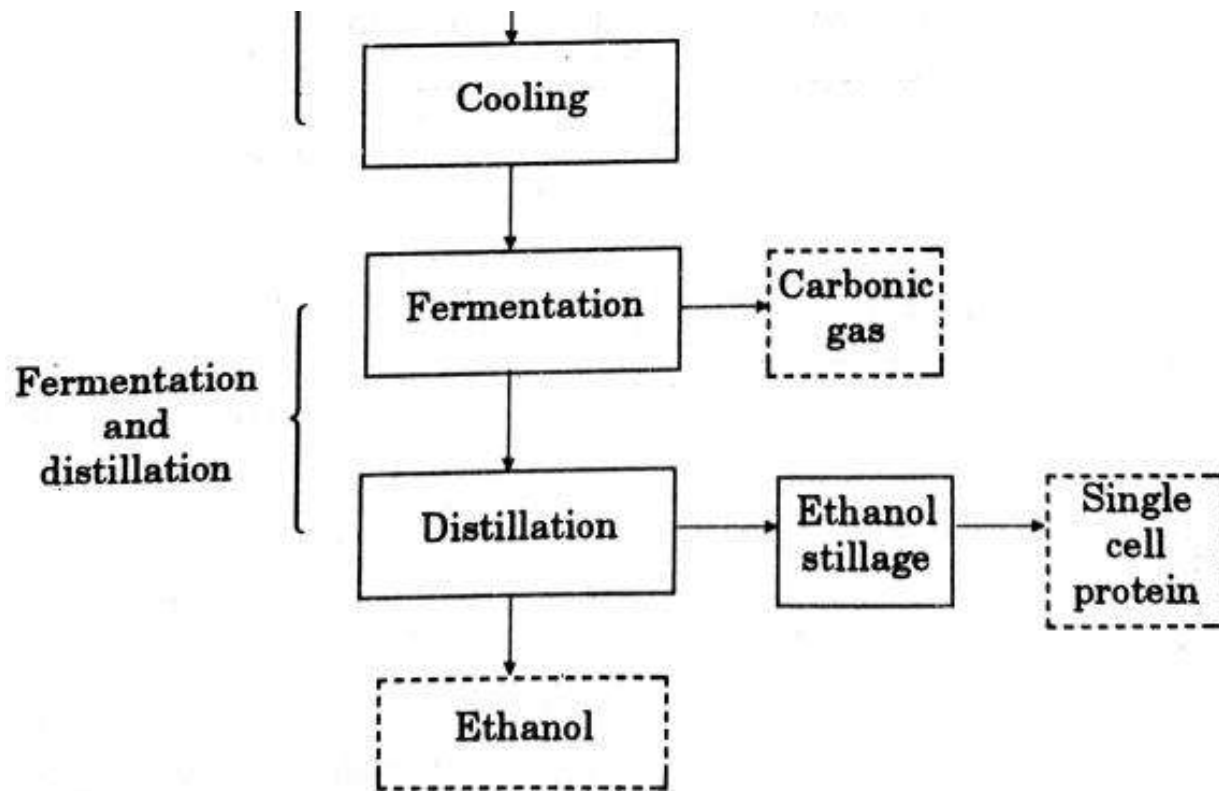 Cooling
Fermentation
Carbonic
gas
Fermentation
and
distillation
Distillation
Ethanol
stillage
Single
cell
protein
Ethanol